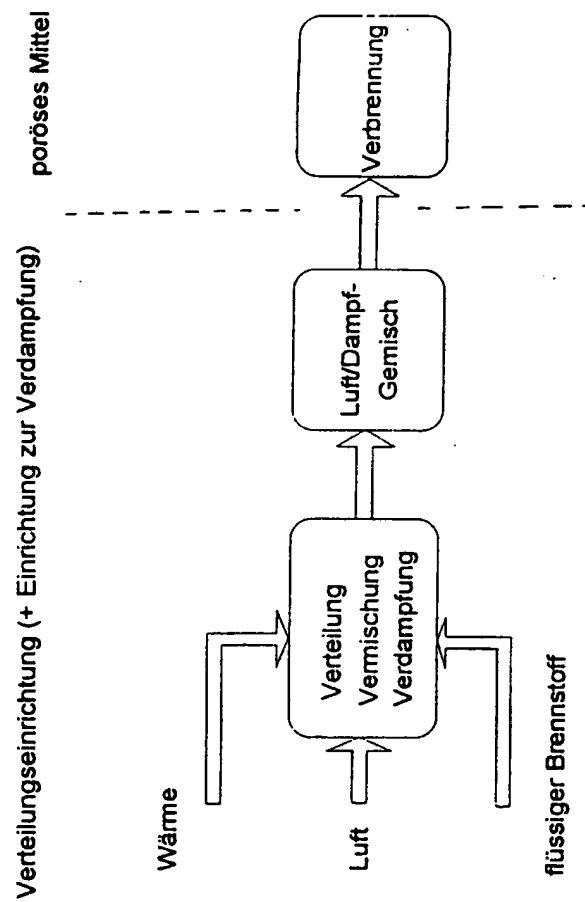 Verteilungseinrichtung (+ Einrichtung zur Verdampfung)
poröses Mittel
Wärme
Luft
flüssiger Brennstoff
Verteilung
Vermischung
Verdampfung
Luft/Dampf-
Gemisch
Verbrennung